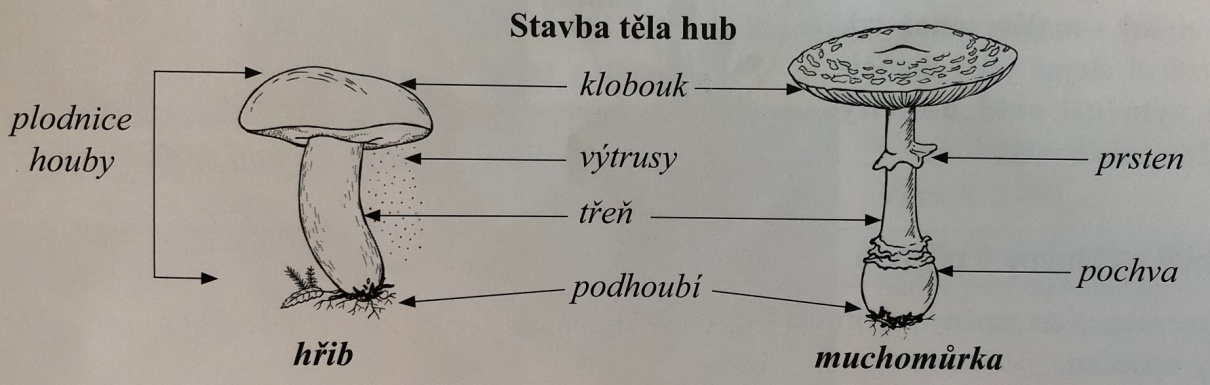 Stavba těla hub
plodnice
houby
klobouk
výtrusy
třeň
podhoubí
prsten
pochva
hřib
muchomůrka